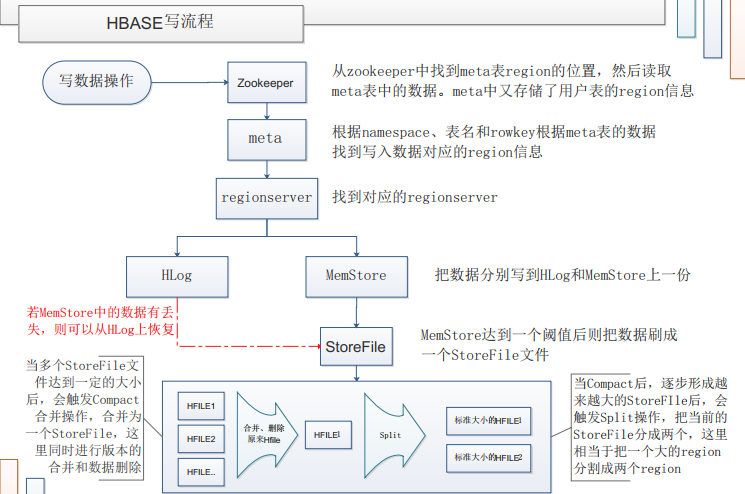 HBASE写流程
写数据操作
Zookeeper
从zookeeper中找到meta表region的位置，然后读取
meta表中的数据。meta中又存储了用户表的region信息
meta
根据namespace、表名和rowkey根据meta表的数据
找到写入数据对应的region信息
regionserver
找到对应的regionserver
HLog
MemStore
把数据分别写到HLog和MemStore上一份
若MemStore中的数据有丢
失，则可以从HLog上恢复
StoreFile
MemStore达到一个阈值后则把数据刷成
一个StoreFile文件
当多个StoreFile文
件达到一定的大小
后，会触发Compact
合并操作，合并为
一个StoreFile，这
里同时进行版本的
合并和数据删除
HFILE1
HFILE2
HFILE..
合并、删除
原来Hfile
HFILE1
Split
标准大小的HFILE1
标准大小的HFILE2
当Compact后，逐步形成越
来越大的StoreFIle后，会
触发Split操作，把当前的
StoreFile分成两个，这里
相当于把一个大的region
分割成两个region